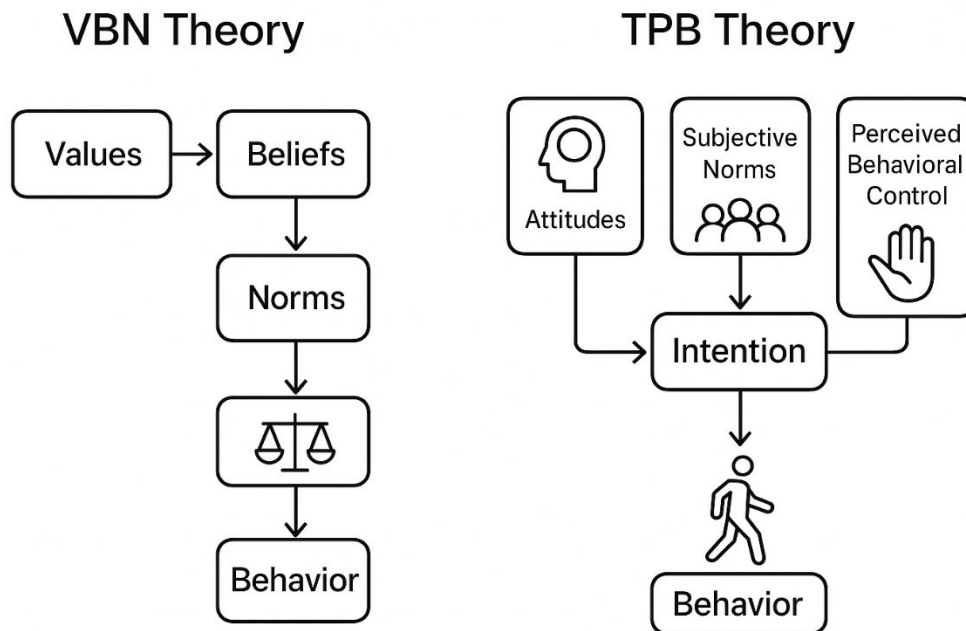 VBN Theory
Values
Beliefs
Norms
Behavior
TPB Theory
Attitudes
Subjective
Norms
Perceived
Behavioral
Control
Intention
Behavior